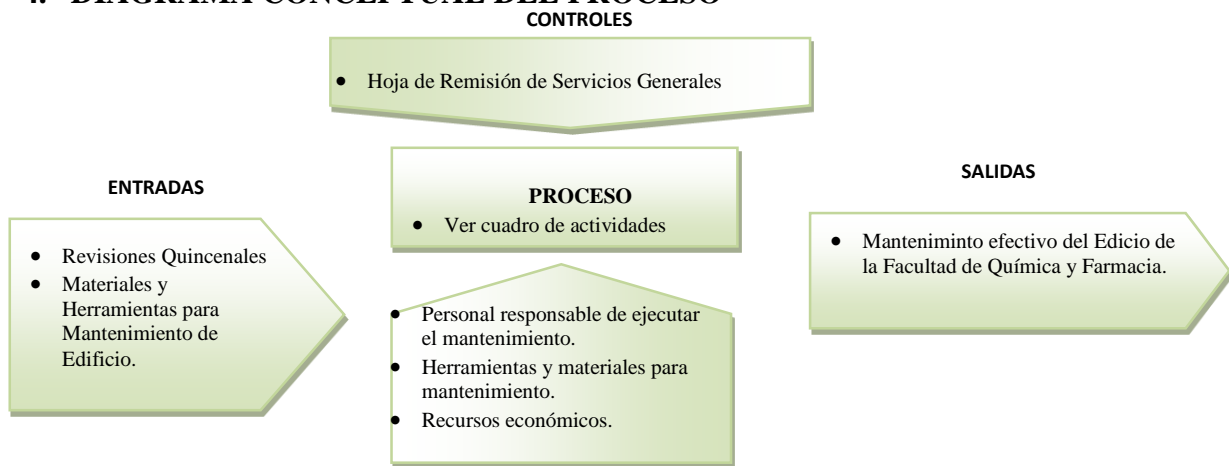 4. DIAGRAMA CONCEPTUAL DEL PROCESO
CONTROLES
• Hoja de Remisión de Servicios Generales
ENTRADAS
• Revisiones Quincenales
• Materiales y
Herramientas para
Mantenimiento de
Edificio.
PROCESO
• Ver cuadro de actividades
• Personal responsable de ejecutar
el mantenimiento.
• Herramientas y materiales para
mantenimiento.
• Recursos económicos.
SALIDAS
• Manteniminto efectivo del Edicio de
la Facultad de Química y Farmacia.